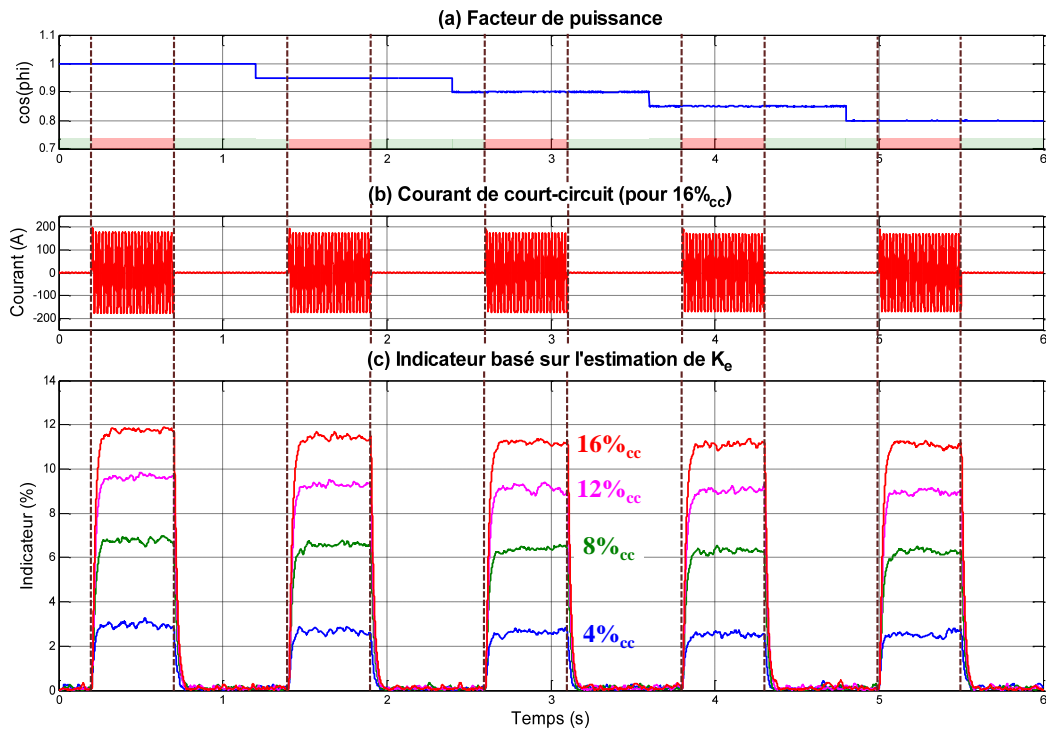 (a) Facteur de puissance
1.1
1
0.9
0.8
0.7
cos(phi)
0 1 2 3 4 5 6
(b) Courant de court-circuit (pour 16%cc)
200
100
0
-100
-200
Courant (A)
0 1 2 3 4 5 6
(c) Indicateur basé sur l'estimation de Ke
14
12
10
8
6
4
2
0
Indicateur (%)
16%cc
12%cc
8%cc
4%cc
0 1 2 3 4 5 6
Temps (s)